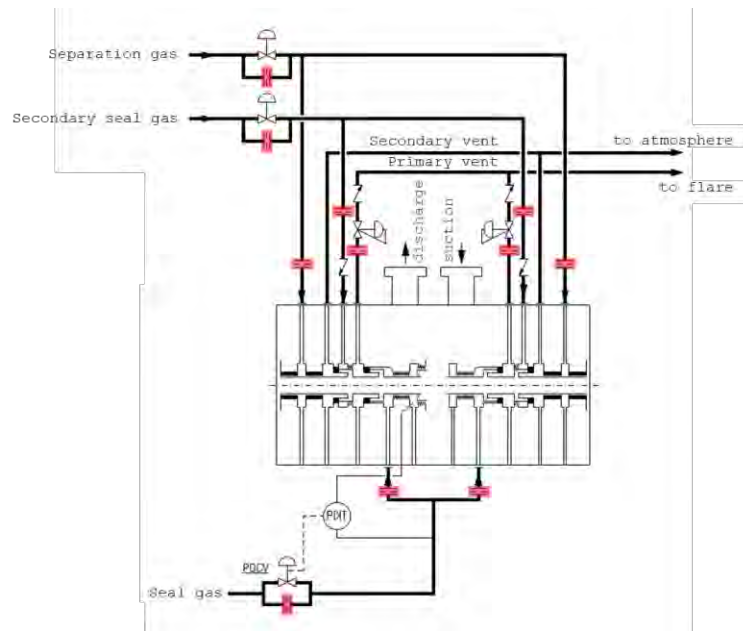 Separation gas
Secondary seal gas
Secondary vent
to atmosphere
Primary vent
to flare
discharge
suction
PDIT
PDCV
Seal gas